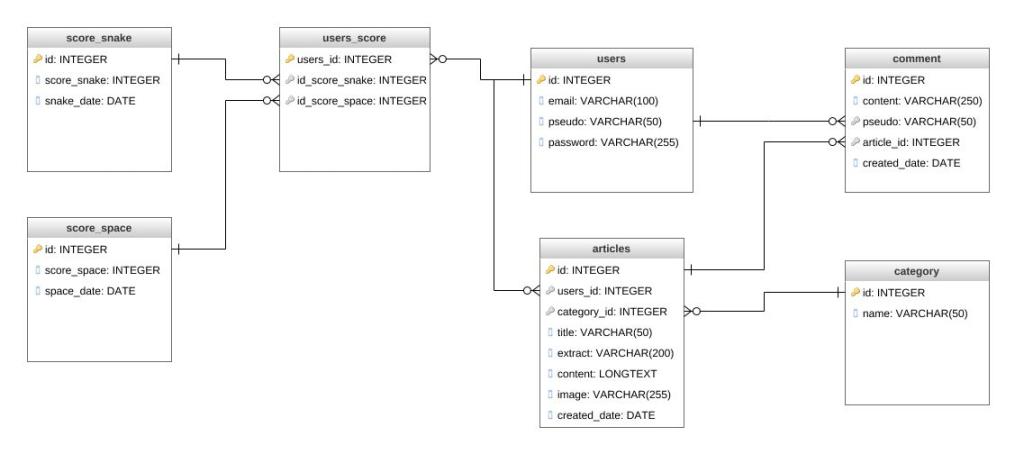 score_snake
id: INTEGER
score_snake: INTEGER
snake_date: DATE
users_score
users_id: INTEGER
id_score_snake: INTEGER
id_score_space: INTEGER
users
id: INTEGER
email: VARCHAR(100)
pseudo: VARCHAR(50)
password: VARCHAR(255)
comment
id: INTEGER
content: VARCHAR(250)
pseudo: VARCHAR(50)
article_id: INTEGER
created_date: DATE
score_space
id: INTEGER
score_space: INTEGER
space_date: DATE
articles
id: INTEGER
users_id: INTEGER
category_id: INTEGER
title: VARCHAR(50)
extract: VARCHAR(200)
content: LONGTEXT
image: VARCHAR(255)
created_date: DATE
category
id: INTEGER
name: VARCHAR(50)